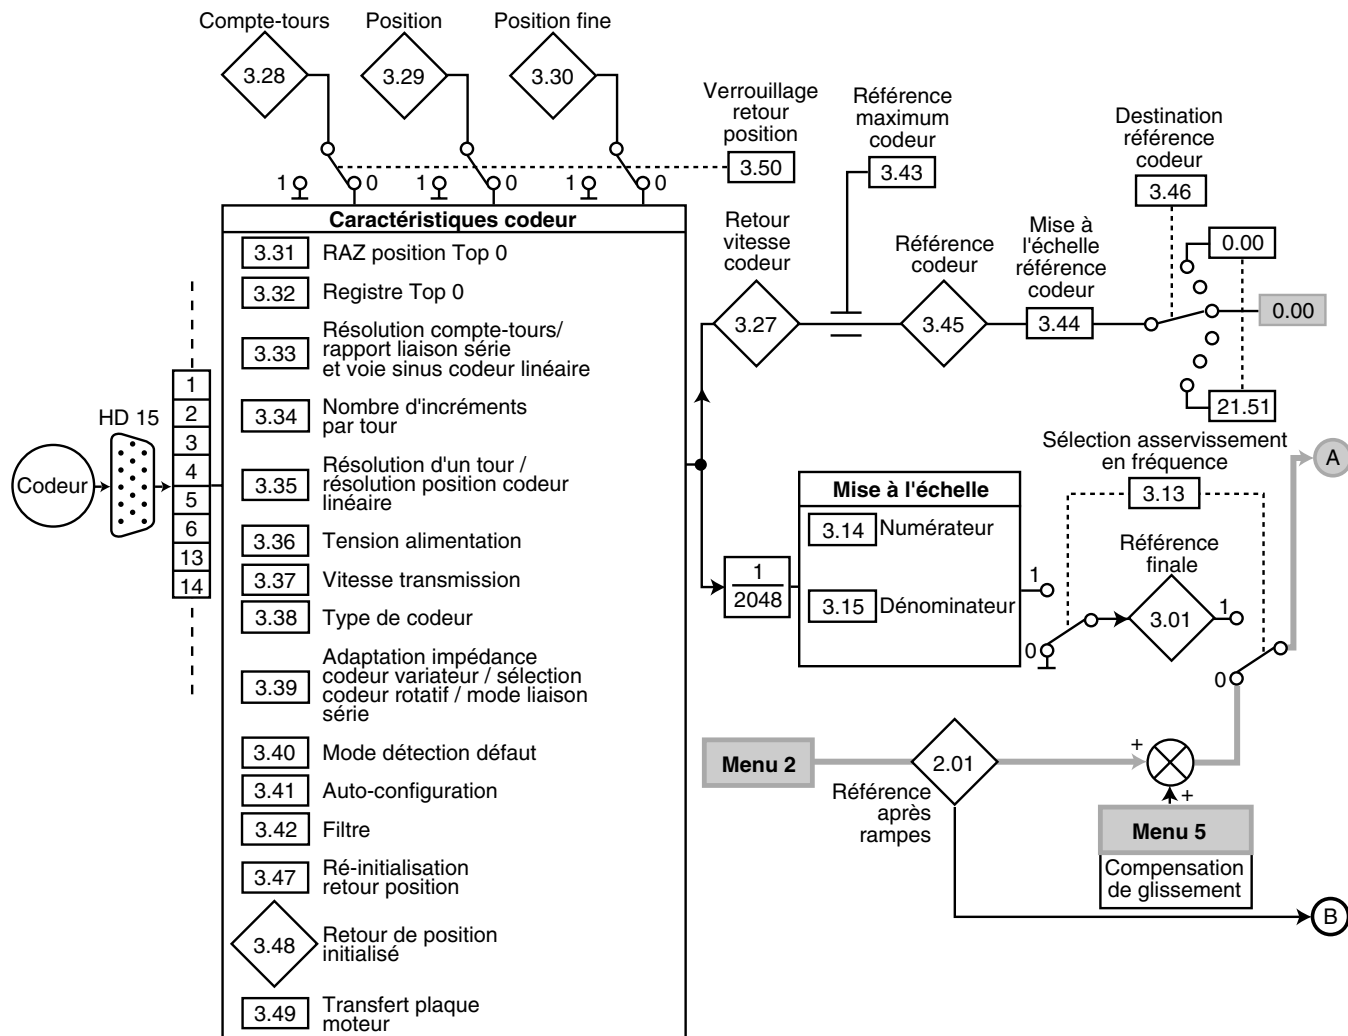 Compte-tours
Position
Position fine
3.28
3.29
3.30
Verrouillage
retour
position
3.50
Référence
maximum
codeur
3.43
Destination
référence
codeur
3.46
1
0
1
0
1
0
Caractéristiques codeur
3.31 RAZ position Top 0
3.32 Registre Top 0
3.33 Résolution compte-tours/
rapport liaison série
et voie sinus codeur linéaire
3.34 Nombre d'incréments
par tour
3.35 Résolution d'un tour /
résolution position codeur
linéaire
3.36 Tension alimentation
3.37 Vitesse transmission
3.38 Type de codeur
3.39 Adaptation impédance
codeur variateur / sélection
codeur rotatif / mode liaison
série
3.40 Mode détection défaut
3.41 Auto-configuration
3.42 Filtre
3.47 Ré-initialisation
retour position
3.48 Retour de position
initialisé
3.49 Transfert plaque
moteur
Codeur
HD 15
1
2
3
4
5
6
13
14
Retour
vitesse
codeur
3.27
Référence
codeur
3.45
Mise à
l'échelle
référence
codeur
3.44
0.00
0.00
21.51
Sélection asservissement
en fréquence
3.13
A
1
2048
Mise à l'échelle
3.14 Numérateur
3.15 Dénominateur
1
0
Référence
finale
3.01
1
0
Menu 2
2.01
Référence
après
rampes
+
+
Menu 5
Compensation
de glissement
B